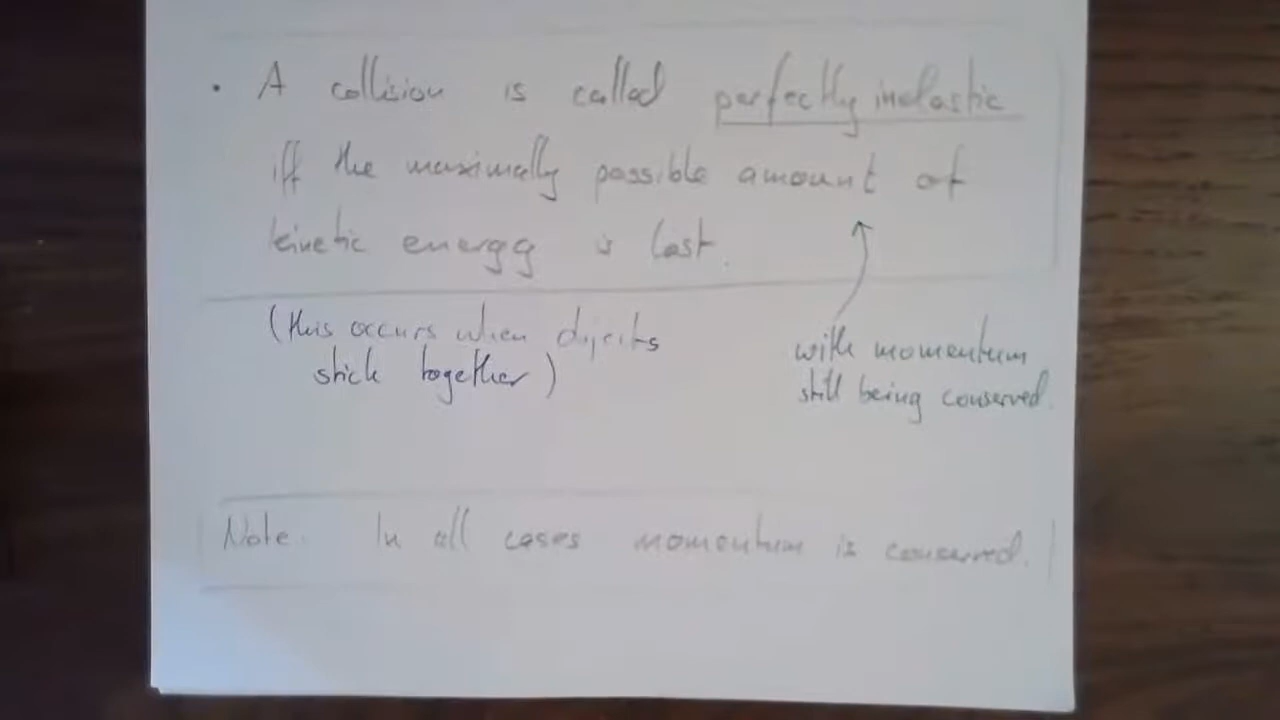 · A collision is called perfectly inelastic
iff the maximally possible amount of
kinetic energy is lost.
(this occurs when objects
stick together)
with momentum
still being conserved.
Note: In all cases momentum is conserved.